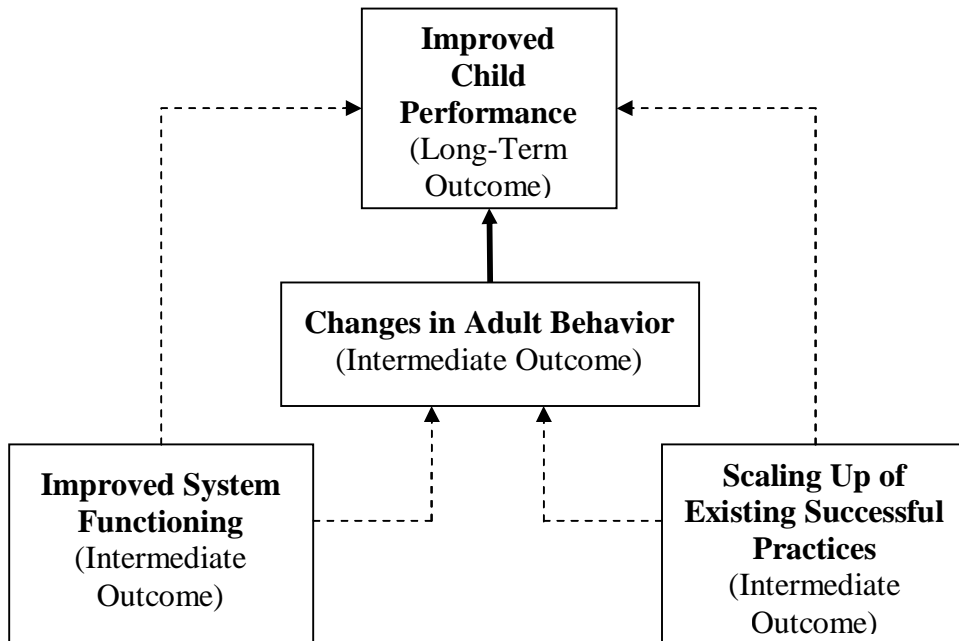 Improved
Child
Performance
(Long-Term
Outcome)
Changes in Adult Behavior
(Intermediate Outcome)
Improved System
Functioning
(Intermediate
Outcome)
Scaling Up of
Existing Successful
Practices
(Intermediate
Outcome)